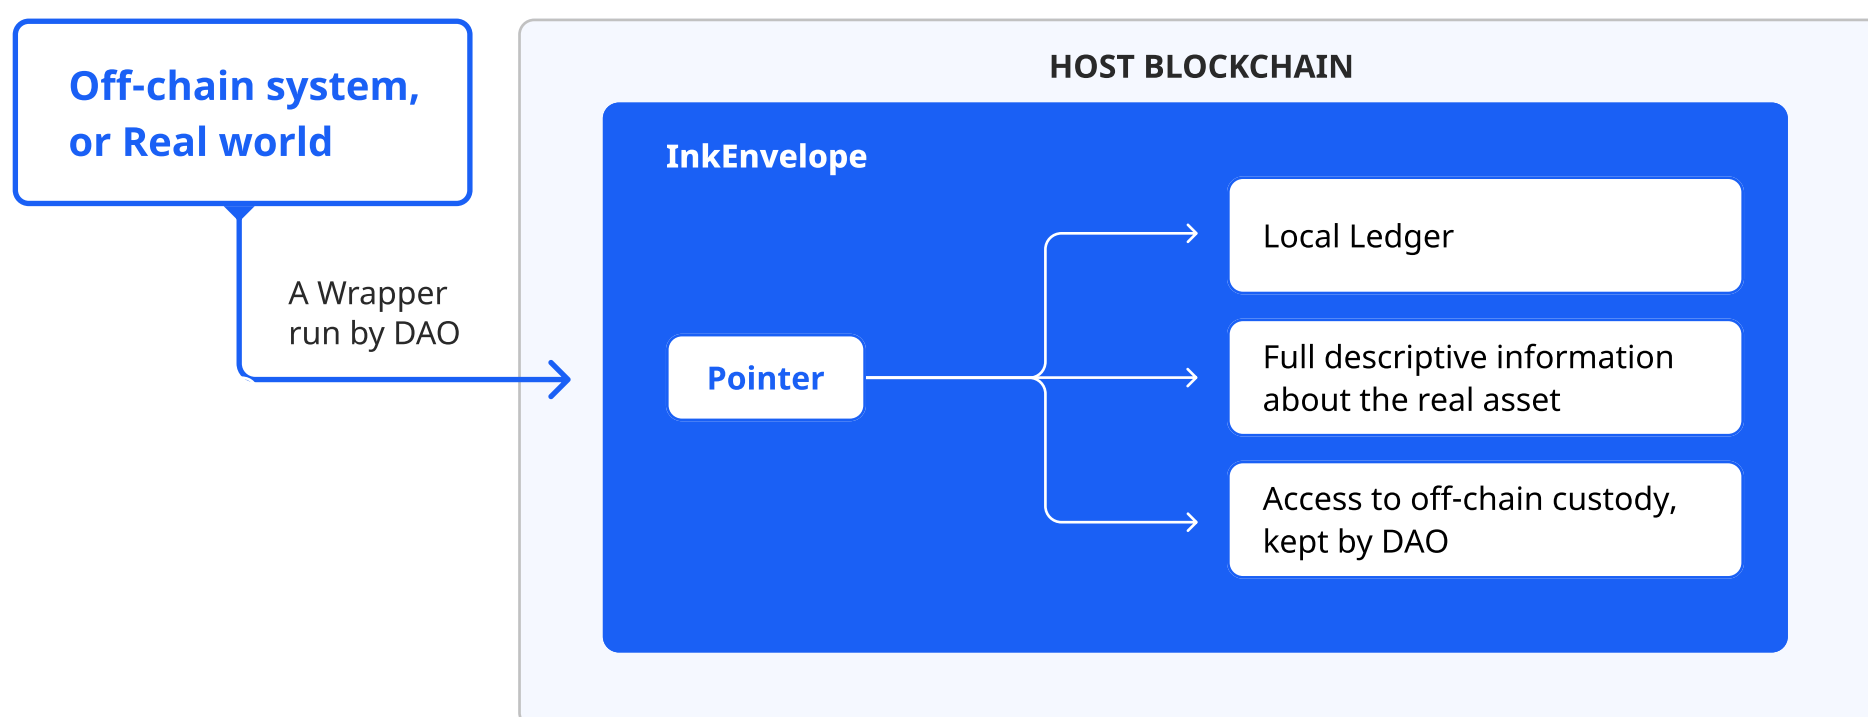 Off-chain system,
or Real world
A Wrapper
run by DAO
HOST BLOCKCHAIN
InkEnvelope
Pointer
Local Ledger
Full descriptive information
about the real asset
Access to off-chain custody,
kept by DAO